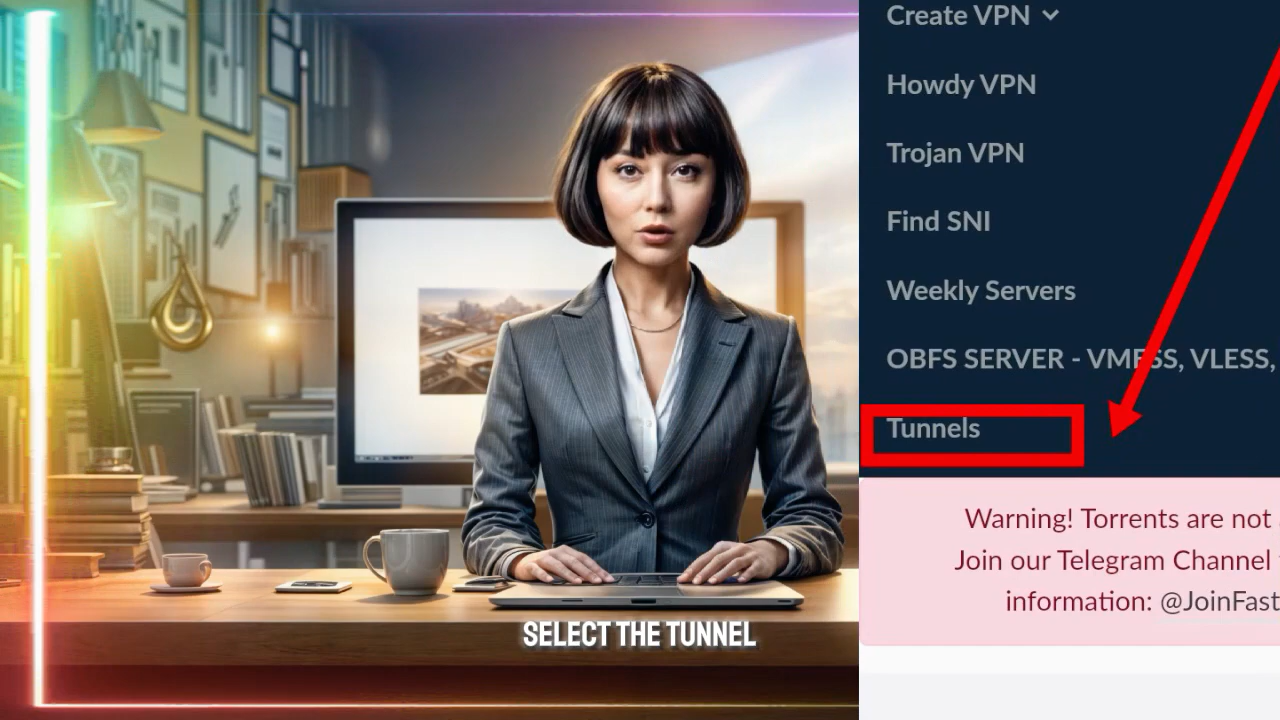 Create VPN
Howdy VPN
Trojan VPN
Find SNI
Weekly Servers
OBFS SERVER - VMESS, VLESS,
Tunnels
Warning! Torrents are not
Join our Telegram Channel
information: @JoinFast
SELECT THE TUNNEL